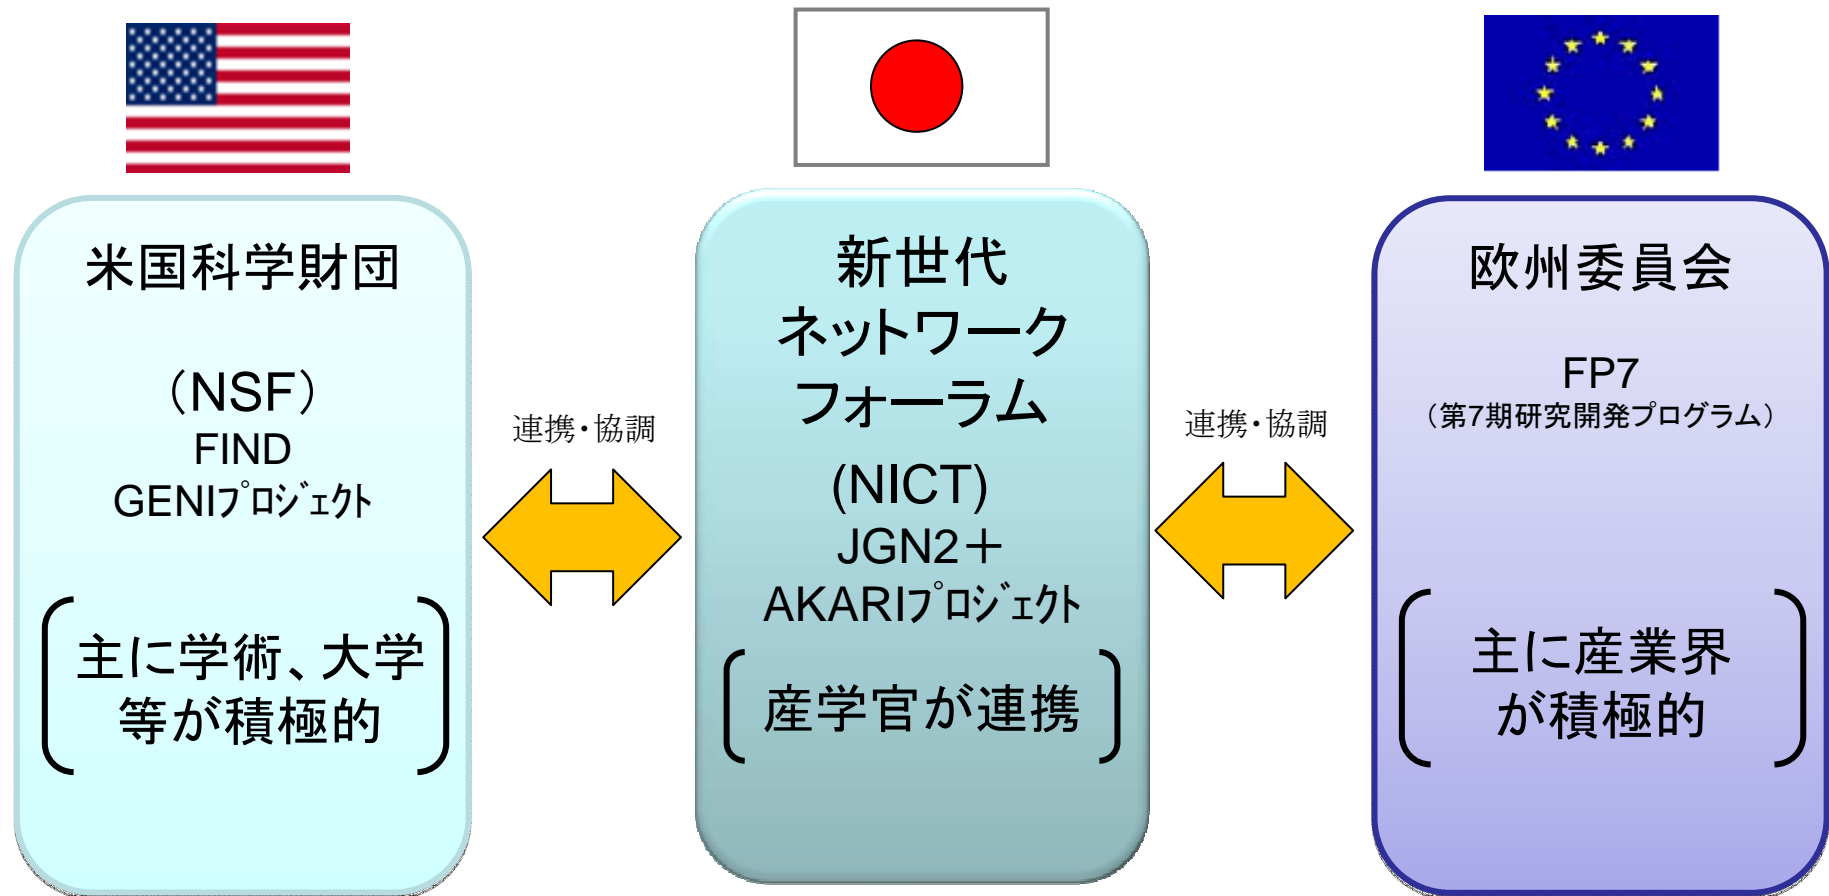 米国科学財団
（NSF）
FIND
GENIﾌﾟﾛｼﾞｪｸﾄ
主に学術、大学
等が積極的
連携・協調
新世代
ネットワーク
フォーラム
(NICT)
JGN2＋
AKARIﾌﾟﾛｼﾞｪｸﾄ
産学官が連携
連携・協調
欧州委員会
FP7
（第7期研究開発プログラム）
主に産業界
が積極的